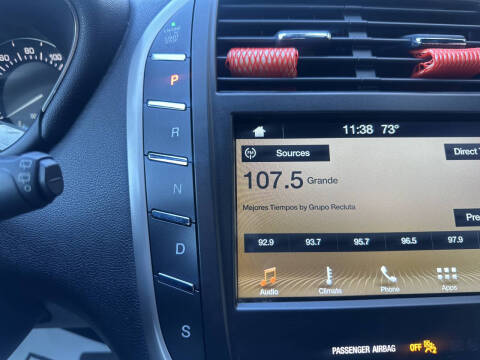 80
100
11:38 73°
Sources
Direct T
107.5 Grande
Mejores Tiempos by Grupo Recluta
Pre
92.9 93.7 95.7 96.5 97.9
Audio Climate Phone Apps
PASSENGER AIRBAG OFF
P
R
N
D
S